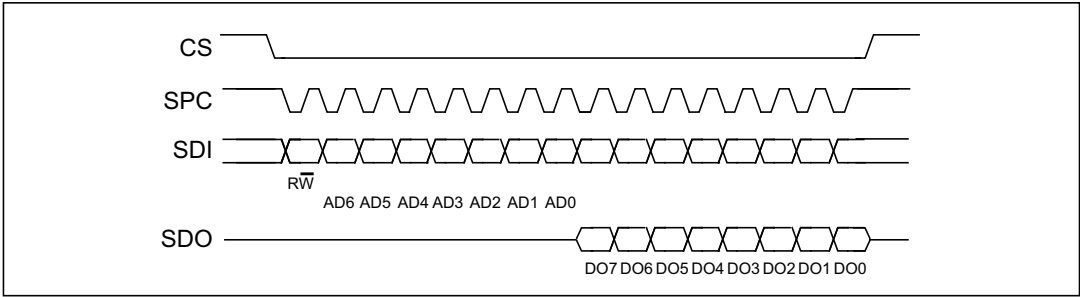 CS
SPC
SDI
RW̅
AD6 AD5 AD4 AD3 AD2 AD1 AD0
SDO
DO7 DO6 DO5 DO4 DO3 DO2 DO1 DO0